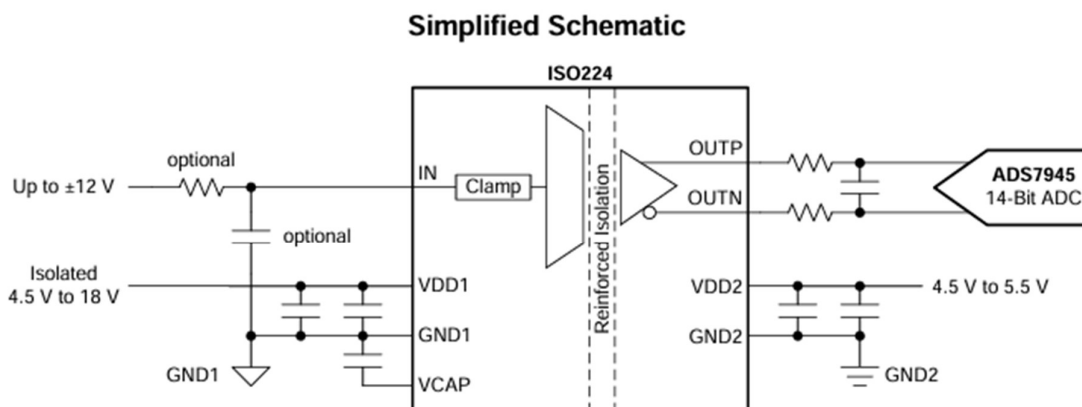 Simplified Schematic
ISO224
optional
Up to ±12 V
IN
Clamp
optional
Isolated
4.5 V to 18 V
VDD1
GND1
GND1
VCAP
Reinforced Isolation
OUTP
OUTN
ADS7945
14-Bit ADC
VDD2
4.5 V to 5.5 V
GND2
GND2